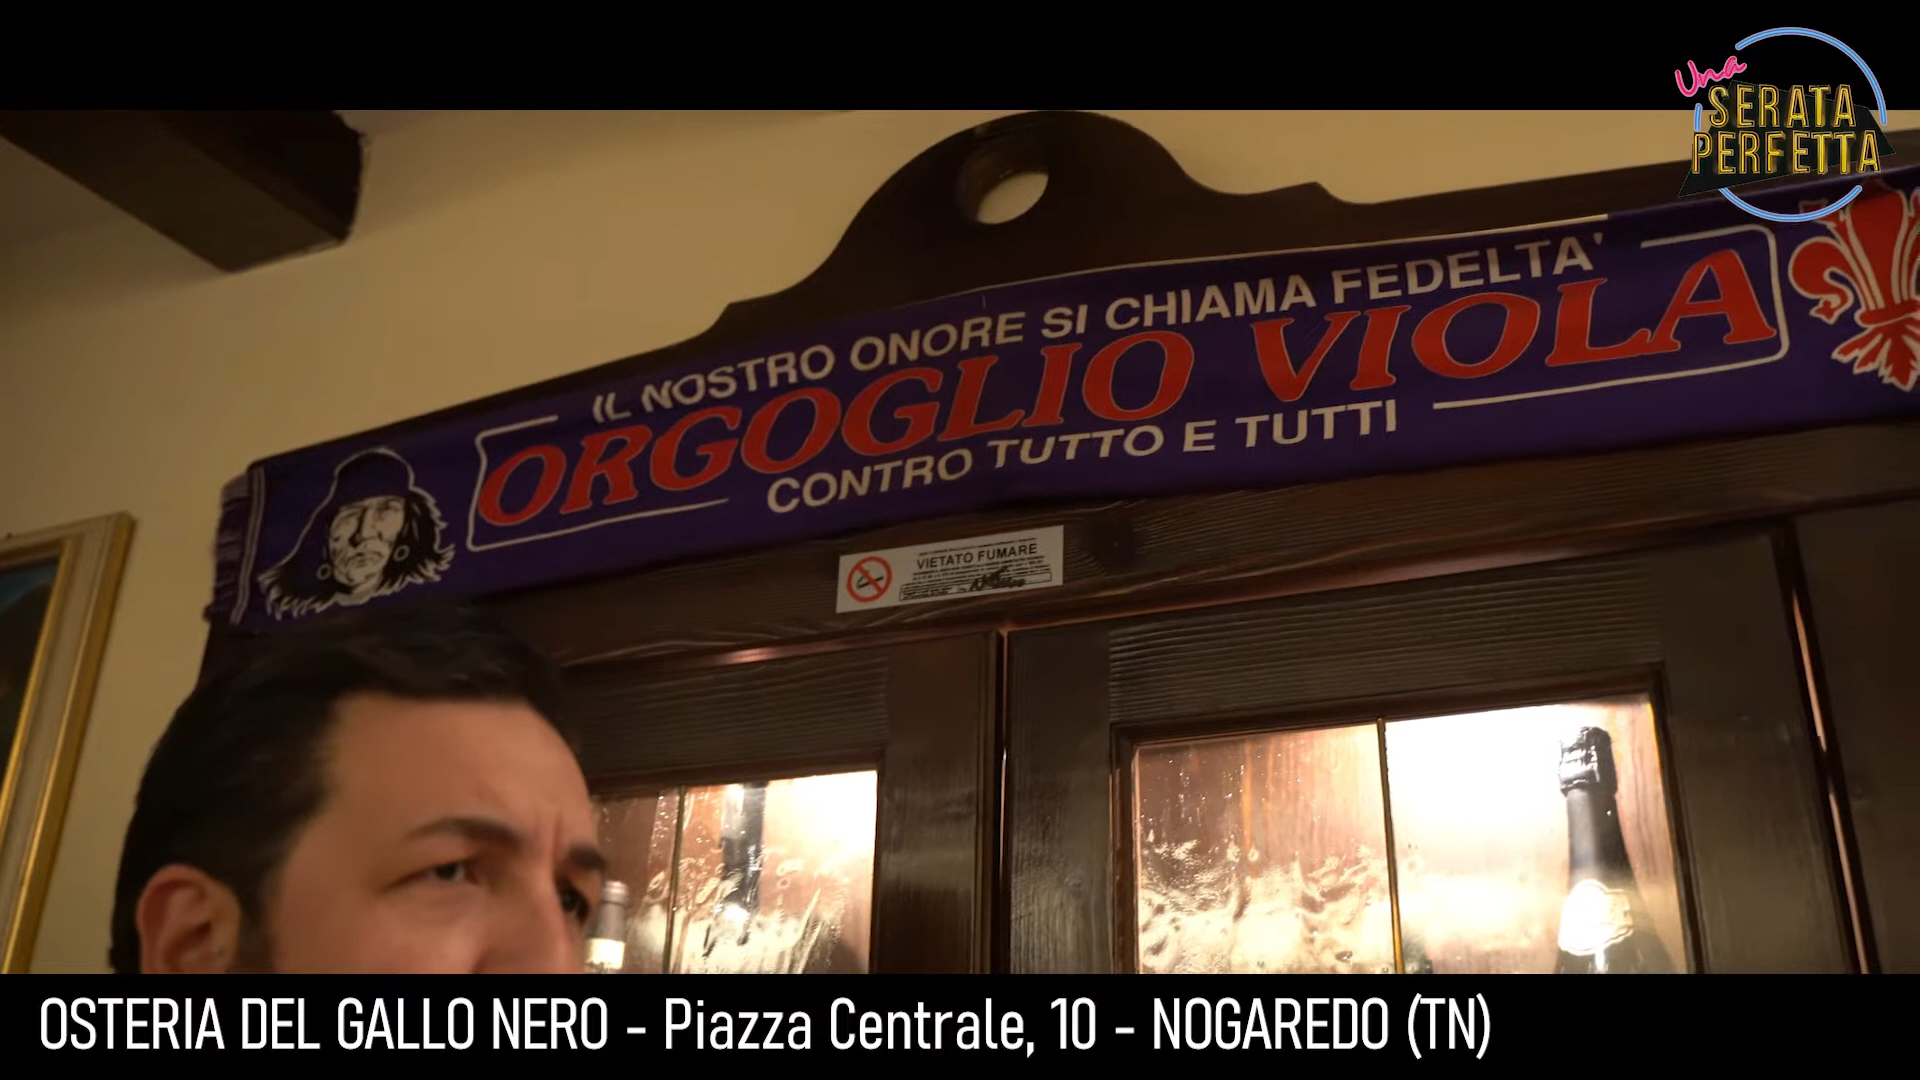 Una
SERATA
PERFETTA
IL NOSTRO ONORE SI CHIAMA FEDELTA'
ORGOGLIO VIOLA
CONTRO TUTTO E TUTTI
VIETATO FUMARE
OSTERIA DEL GALLO NERO - Piazza Centrale, 10 - NOGAREDO (TN)